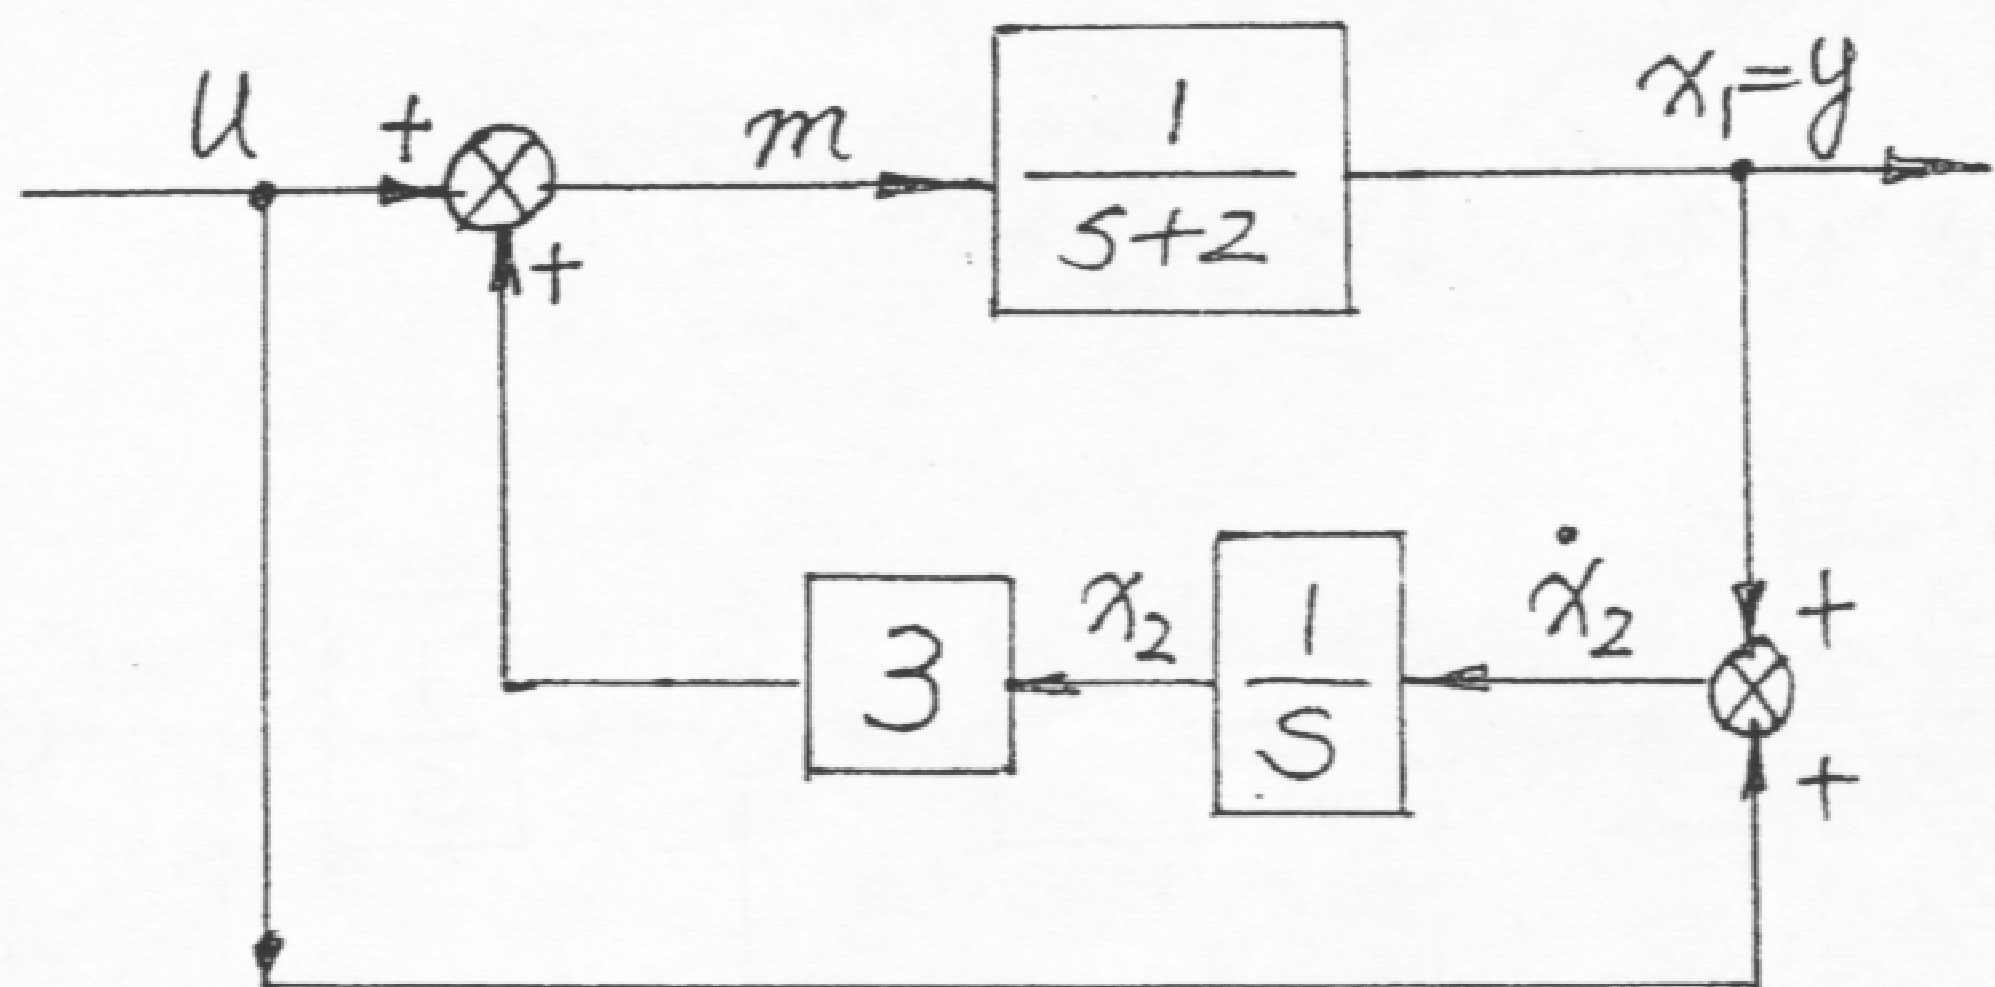 u + m 1 x₁=y
s+2
+
3 x₂ 1 ẋ₂ +
s
+